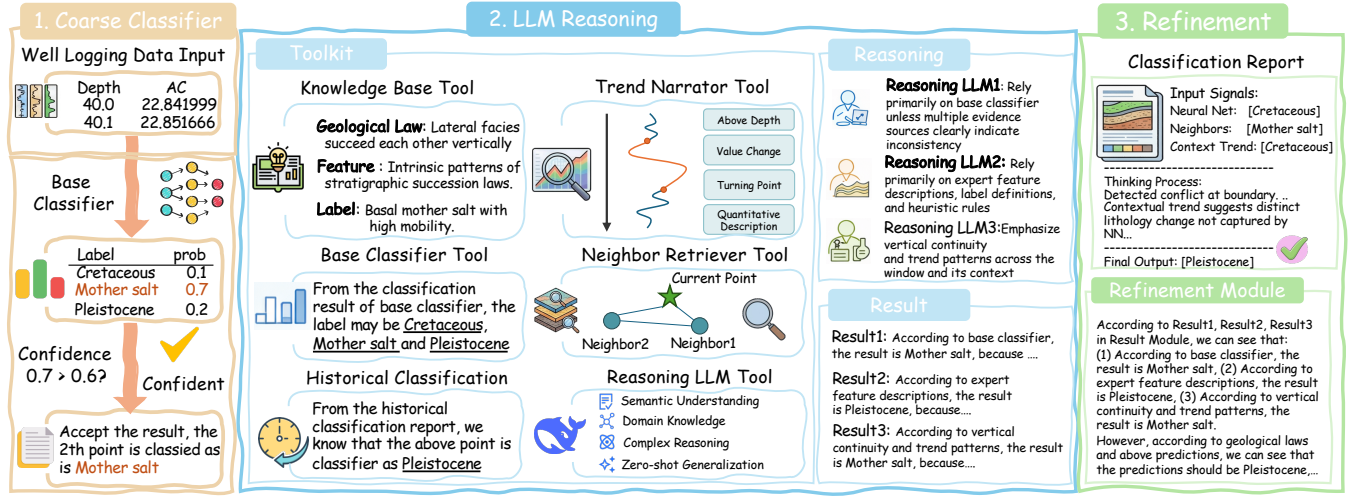 1. Coarse Classifier
Well Logging Data Input
Depth AC
40.0 22.841999
40.1 22.851666
Base
Classifier
Label prob
Cretaceous 0.1
Mother salt 0.7
Pleistocene 0.2
Confidence
0.7 > 0.6?
Confident
Accept the result, the
2th point is classied as
is Mother salt
2. LLM Reasoning
Toolkit
Knowledge Base Tool
Geological Law: Lateral facies
succeed each other vertically
Feature : Intrinsic patterns of
stratigraphic succession laws.
Label: Basal mother salt with
high mobility.
Trend Narrator Tool
Above Depth
Value Change
Turning Point
Quantitative
Description
Base Classifier Tool
From the classification
result of base classifier, the
label may be Cretaceous,
Mother salt and Pleistocene
Neighbor Retriever Tool
Current Point
Neighbor2
Neighbor1
Historical Classification
From the historical
classification report, we
know that the above point is
classifier as Pleistocene
Reasoning LLM Tool
Semantic Understanding
Domain Knowledge
Complex Reasoning
Zero-shot Generalization
Reasoning
Reasoning LLM1: Rely
primarily on base classifier
unless multiple evidence
sources clearly indicate
inconsistency
Reasoning LLM2: Rely
primarily on expert feature
descriptions, label definitions,
and heuristic rules
Reasoning LLM3:Emphasize
vertical continuity
and trend patterns across the
window and its context
Result
Result1: According to base classifier,
the result is Mother salt, because ....
Result2: According to expert
feature descriptions, the result
is Pleistocene, because....
Result3: According to vertical
continuity and trend patterns, the result
is Mother salt, because....
3. Refinement
Classification Report
Input Signals:
Neural Net: [Cretaceous]
Neighbors: [Mother salt]
Context Trend: [Cretaceous]
Thinking Process:
Detected conflict at boundary. ..
Contextual trend suggests distinct
lithology change not captured by
NN...
Final Output: [Pleistocene]
Refinement Module
According to Result1, Result2, Result3
in Result Module, we can see that:
(1) According to base classifier, the
result is Mother salt, (2) According to
expert feature descriptions, the result
is Pleistocene, (3) According to vertical
continuity and trend patterns, the
result is Mother salt.
However, according to geological laws
and above predictions, we can see that
the predictions should be Pleistocene,...